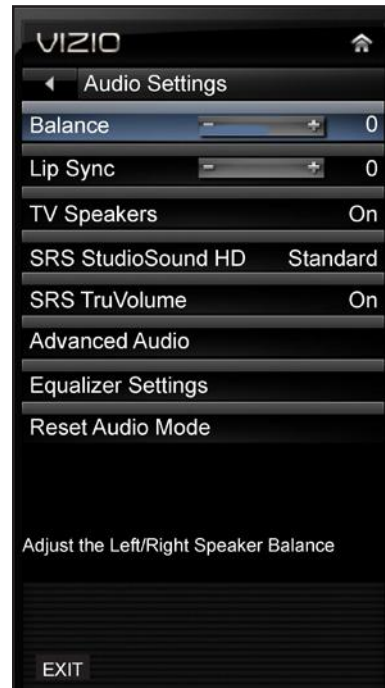 VIZIO
Audio Settings
Balance - + 0
Lip Sync - + 0
TV Speakers On
SRS StudioSound HD Standard
SRS TruVolume On
Advanced Audio
Equalizer Settings
Reset Audio Mode
Adjust the Left/Right Speaker Balance
EXIT